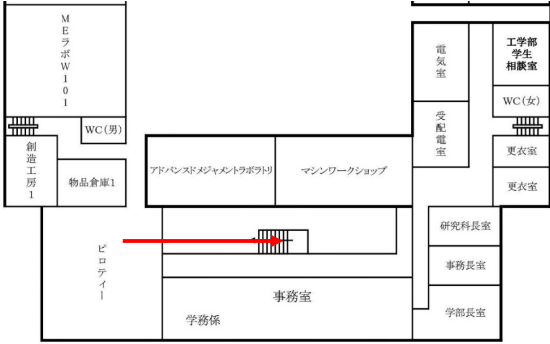 MEラボW101
電気室
工学部
学生
相談室
WC(女)
WC(男)
受配電室
創造工房1
物品倉庫1
アドバンスドメジャメントラボラトリ
マシンワークショップ
更衣室
更衣室
ピロティー
研究科長室
事務長室
学部長室
事務室
学務係